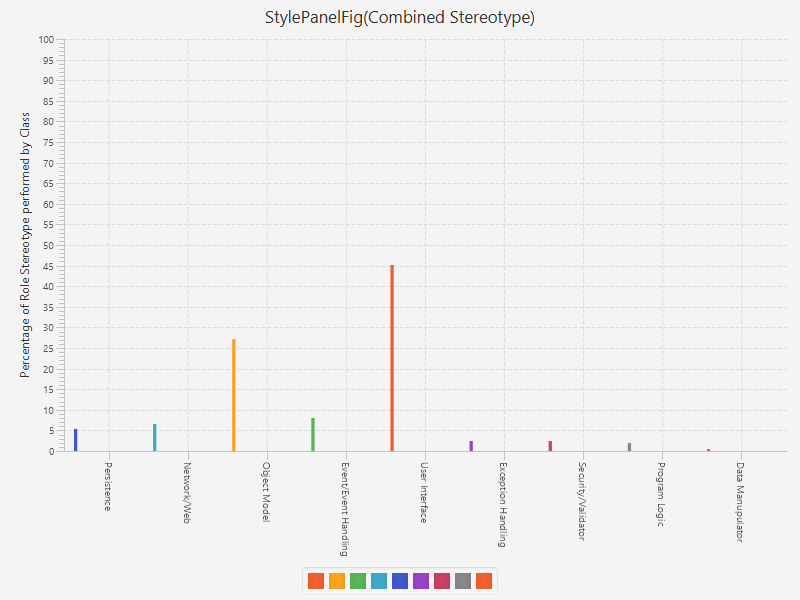 StylePanelFig(Combined Stereotype)
Percentage of Role Stereotype performed by Class
100
95
90
85
80
75
70
65
60
55
50
45
40
35
30
25
20
15
10
5
0
Persistence
Network/Web
Object Model
Event/Event Handling
User Interface
Exception Handling
Security/Validator
Program Logic
Data Manupulator